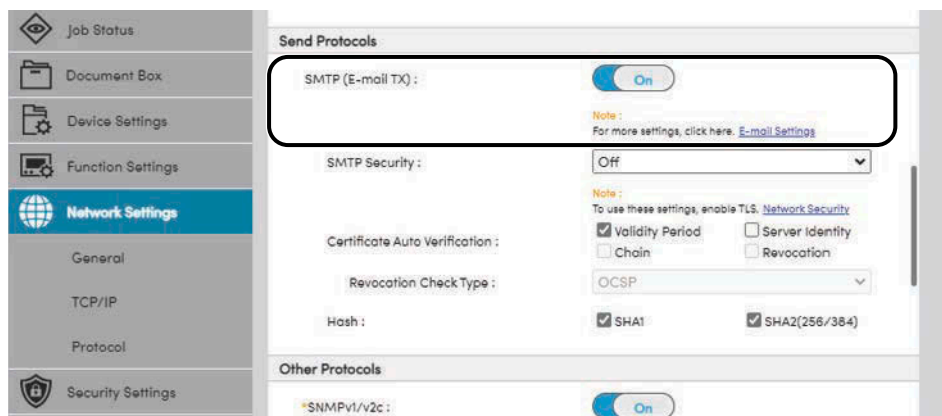 Job Status
Document Box
Device Settings
Function Settings
Network Settings
General
TCP/IP
Protocol
Security Settings
Send Protocols
SMTP (E-mail TX) :
On
Note :
For more settings, click here. E-mail Settings
SMTP Security :
Off
Note :
To use these settings, enable TLS. Network Security
Certificate Auto Verification :
Validity Period
Server Identity
Chain
Revocation
Revocation Check Type :
OCSP
Hash :
SHA1
SHA2(256/384)
Other Protocols
*SNMPv1/v2c :
On